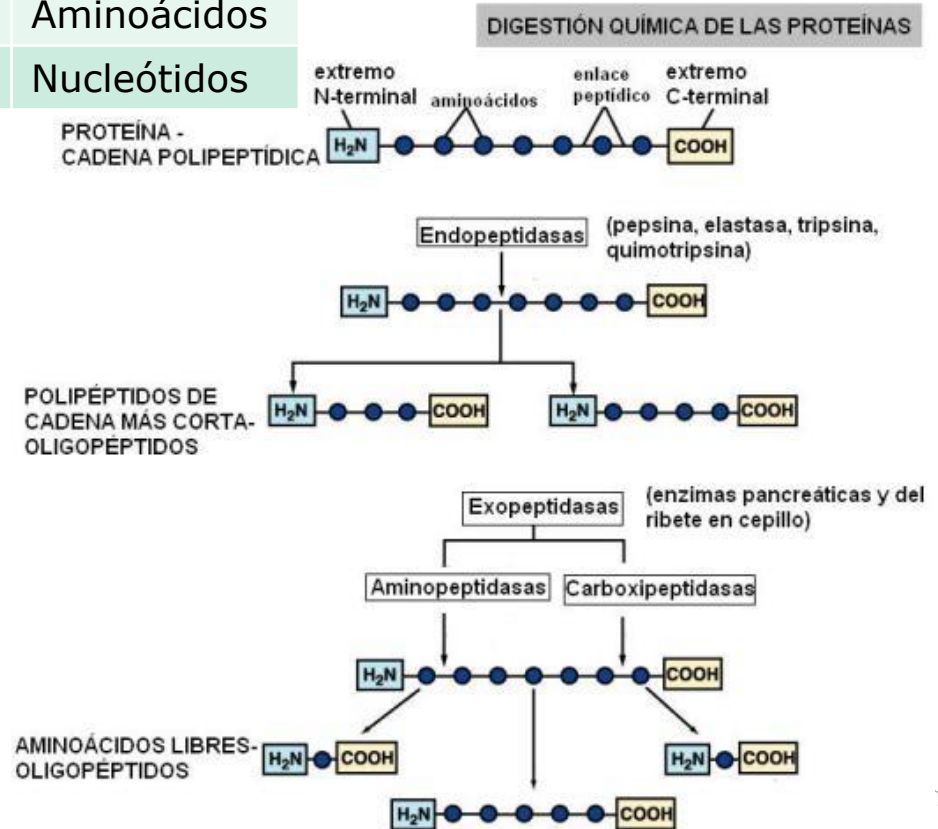 Aminoácidos
Nucleótidos
DIGESTIÓN QUÍMICA DE LAS PROTEÍNAS
extremo
N-terminal
aminoácidos
enlace
peptídico
extremo
C-terminal
PROTEÍNA -
CADENA POLIPEPTÍDICA
H₂N
COOH
Endopeptidasas
(pepsina, elastasa, tripsina,
quimotripsina)
H₂N
COOH
POLIPÉPTIDOS DE
CADENA MÁS CORTA-
OLIGOPÉPTIDOS
H₂N
COOH
H₂N
COOH
Exopeptidasas
(enzimas pancreáticas y del
ribete en cepillo)
Aminopeptidasas
Carboxipeptidasas
H₂N
COOH
AMINOÁCIDOS LIBRES-
OLIGOPÉPTIDOS
H₂N
COOH
H₂N
COOH
H₂N
COOH